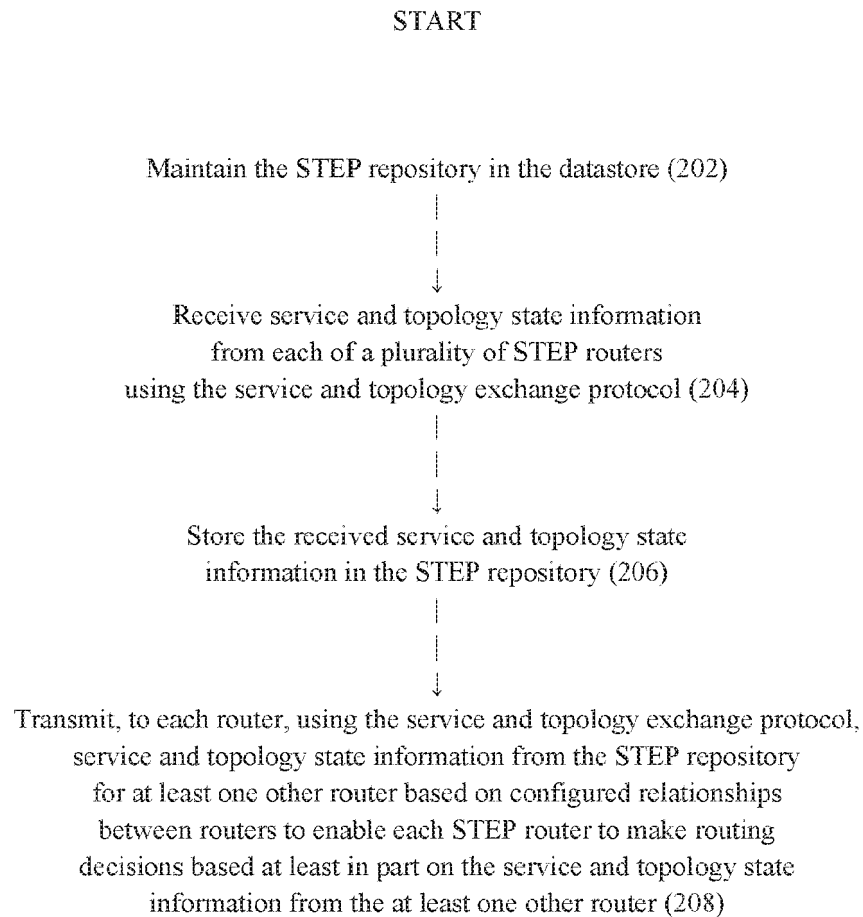 START
Maintain the STEP repository in the datastore (202)
Receive service and topology state information
from each of a plurality of STEP routers
using the service and topology exchange protocol (204)
Store the received service and topology state
information in the STEP repository (206)
Transmit, to each router, using the service and topology exchange protocol,
service and topology state information from the STEP repository
for at least one other router based on configured relationships
between routers to enable each STEP router to make routing
decisions based at least in part on the service and topology state
information from the at least one other router (208)